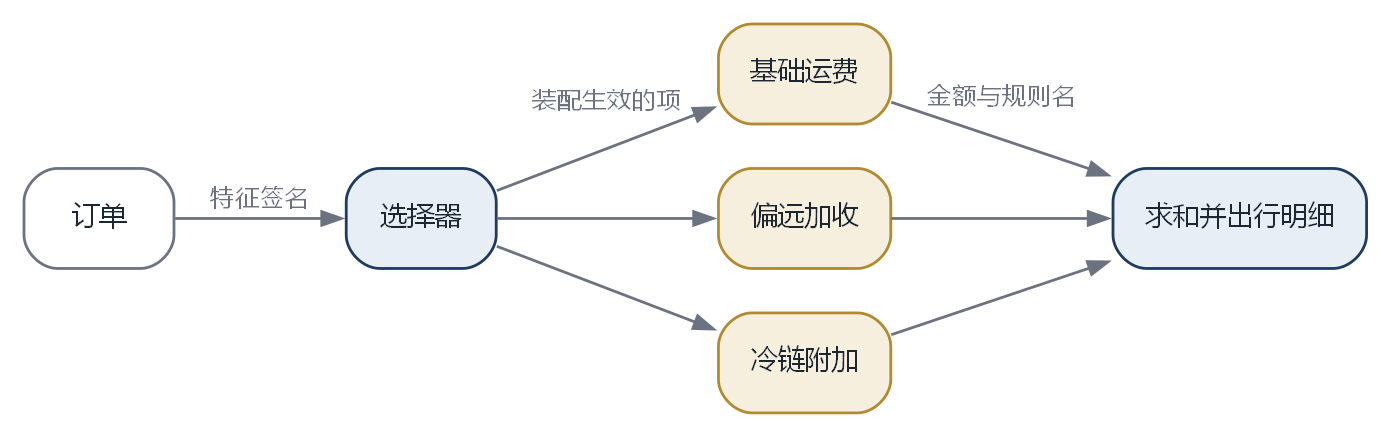 基础运费
装配生效的项
金额与规则名
订单
特征签名
选择器
偏远加收
求和并出行明细
冷链附加